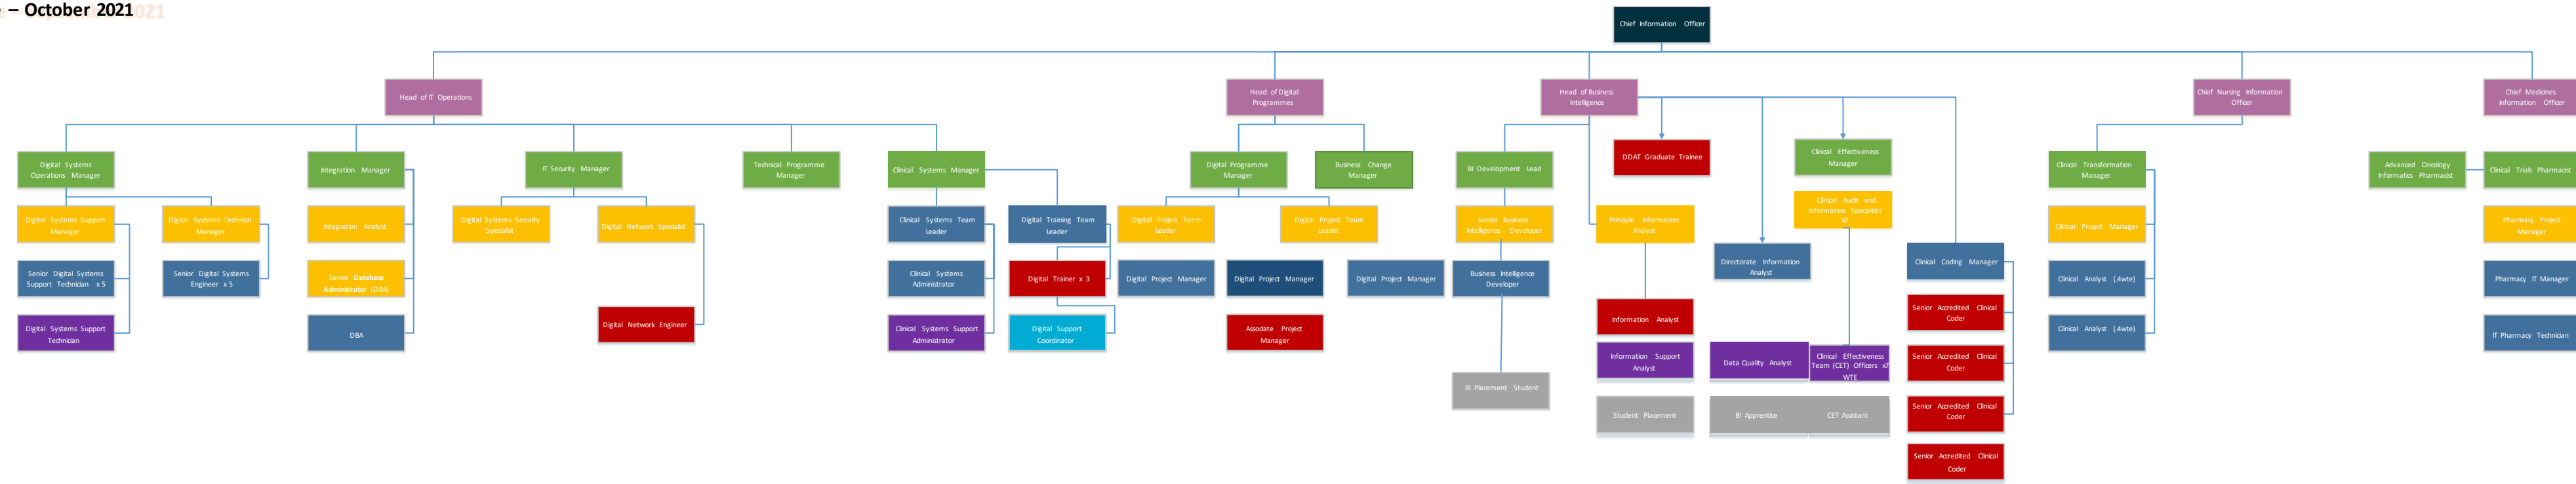 – October 2021
Chief Information Officer
Head of IT Operations
Head of Digital
Programmes
Head of Business
Intelligence
Chief Nursing Information
Officer
Chief Medicines
Information Officer
Digital Systems
Operations Manager
Integration Manager
IT Security Manager
Technical Programme
Manager
Clinical Systems Manager
Digital Programme
Manager
Business Change
Manager
BI Development Lead
DDAT Graduate Trainee
Clinical Effectiveness
Manager
Clinical Transformation
Manager
Advanced Oncology
Informatics Pharmacist
Clinical Trials Pharmacist
Digital Systems Support
Manager
Digital Systems Technical
Manager
Integration Analyst
Digital Systems Security
Specialist
Digital Network Specialist
Clinical Systems Team
Leader
Digital Training Team
Leader
Digital Project Team
Leader
Digital Project Team
Leader
Senior Business
Intelligence Developer
Principle Information
Analyst
Clinical Audit and
Information Specialists
x2
Clinical Project Manager
Pharmacy Project
Manager
Senior Digital Systems
Support Technician x 5
Senior Digital Systems
Engineer x 5
Senior Database
Administrator (DBA)
Clinical Systems
Administrator
Digital Trainer x 3
Digital Project Manager
Digital Project Manager
Digital Project Manager
Business Intelligence
Developer
Directorate Information
Analyst
Clinical Coding Manager
Clinical Analyst (.4wte)
Pharmacy IT Manager
Digital Systems Support
Technician
DBA
Digital Network Engineer
Clinical Systems Support
Administrator
Digital Support
Coordinator
Associate Project
Manager
Information Analyst
Senior Accredited Clinical
Coder
Clinical Analyst (.4wte)
IT Pharmacy Technician
BI Placement Student
Information Support
Analyst
Data Quality Analyst
Clinical Effectiveness
Team (CET) Officers x7
WTE
Senior Accredited Clinical
Coder
Student Placement
BI Apprentice
CET Assistant
Senior Accredited Clinical
Coder
Senior Accredited Clinical
Coder